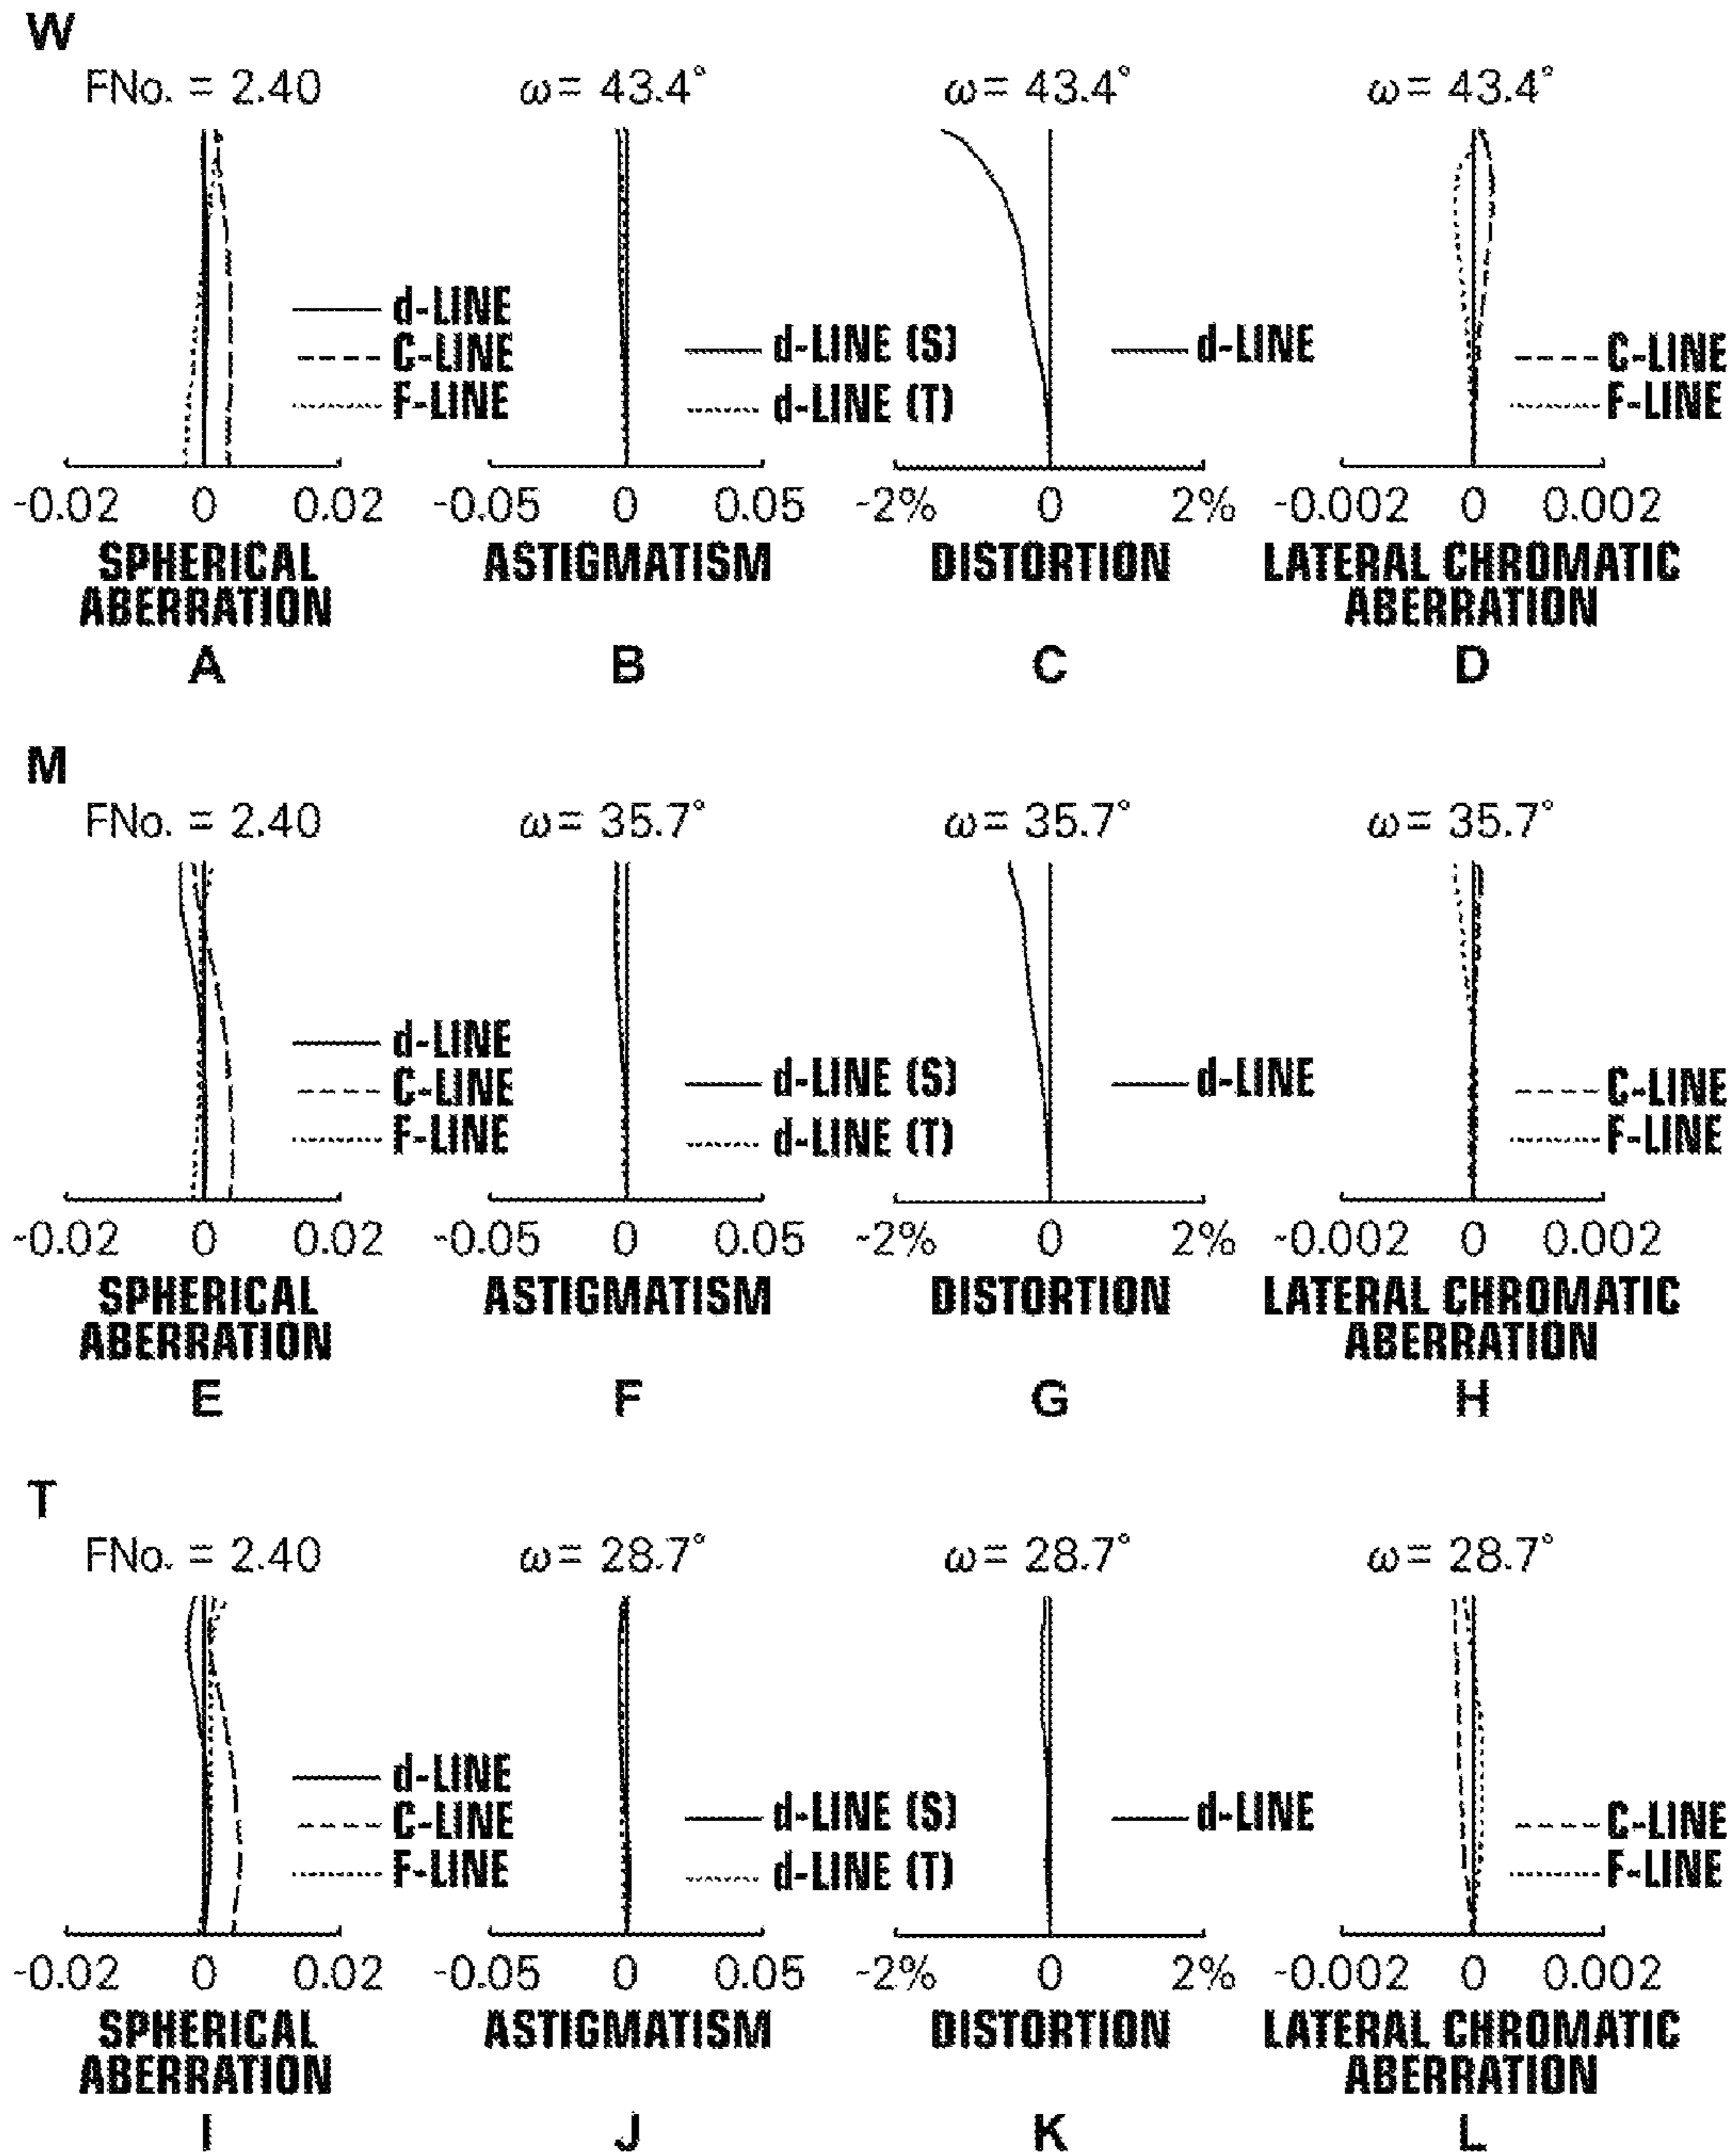 W
FNo. = 2.40 ω= 43.4° ω= 43.4° ω= 43.4°
d-LINE
C-LINE
F-LINE
d-LINE (S)
d-LINE (T)
d-LINE
C-LINE
F-LINE
-0.02 0 0.02 -0.05 0 0.05 -2% 0 2% -0.002 0 0.002
SPHERICAL ABERRATION
ASTIGMATISM
DISTORTION
LATERAL CHROMATIC ABERRATION
A B C D
M
FNo. = 2.40 ω= 35.7° ω= 35.7° ω= 35.7°
d-LINE
C-LINE
F-LINE
d-LINE (S)
d-LINE (T)
d-LINE
C-LINE
F-LINE
-0.02 0 0.02 -0.05 0 0.05 -2% 0 2% -0.002 0 0.002
SPHERICAL ABERRATION
ASTIGMATISM
DISTORTION
LATERAL CHROMATIC ABERRATION
E F G H
T
FNo. = 2.40 ω= 28.7° ω= 28.7° ω= 28.7°
d-LINE
C-LINE
F-LINE
d-LINE (S)
d-LINE (T)
d-LINE
C-LINE
F-LINE
-0.02 0 0.02 -0.05 0 0.05 -2% 0 2% -0.002 0 0.002
SPHERICAL ABERRATION
ASTIGMATISM
DISTORTION
LATERAL CHROMATIC ABERRATION
I J K L